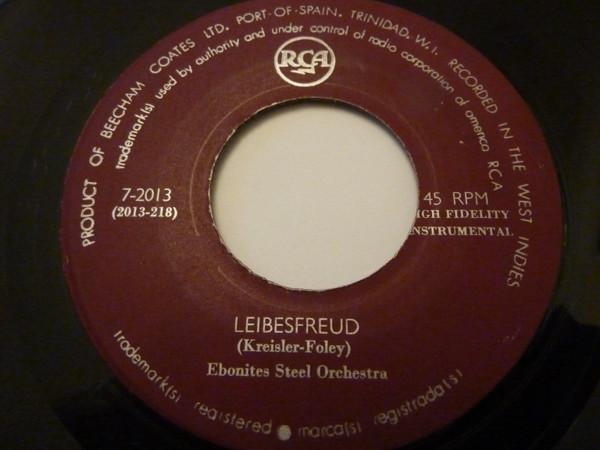 PRODUCT OF BEECHAM COATES LTD. PORT-OF-SPAIN, TRINIDAD, W.I. RECORDED IN THE WEST INDIES
trademark(s) used by authority and under control of radio corporation of america RCA
RCA
7-2013
(2013-218)
45 RPM
IGH FIDELITY
NSTRUMENTAL
LEIBESFREUD
(Kreisler-Foley)
Ebonites Steel Orchestra
trademark(s) registered marca(s) registrada(s)